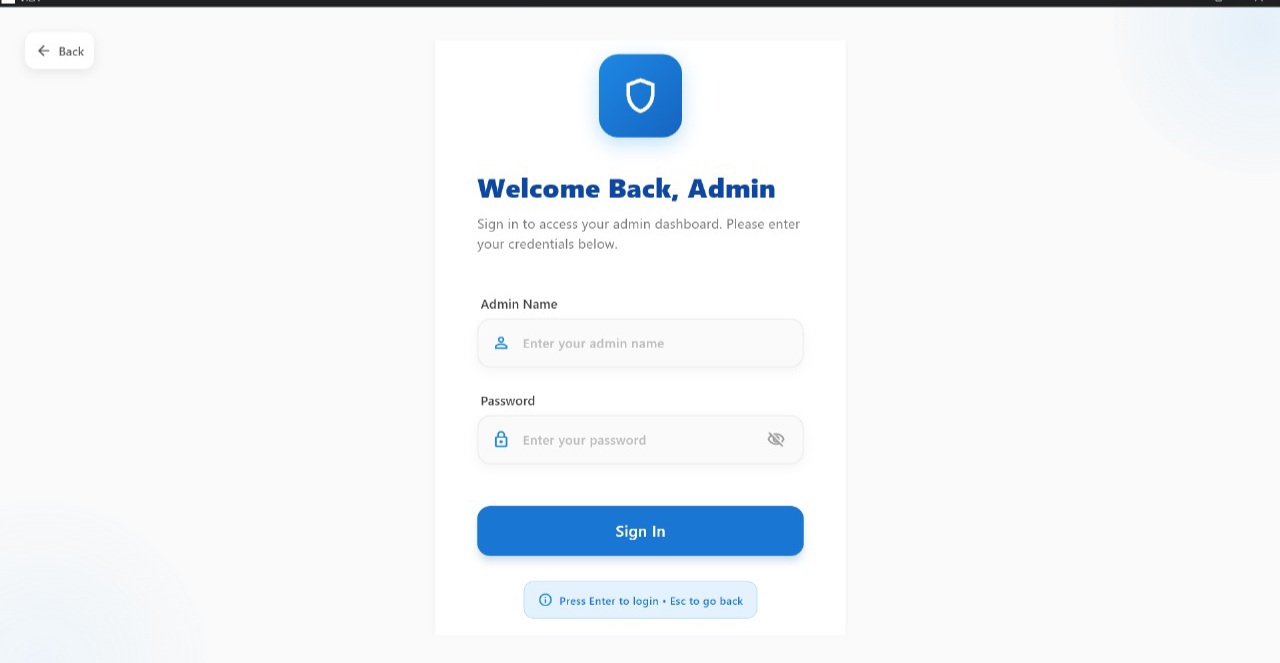 Back
Welcome Back, Admin
Sign in to access your admin dashboard. Please enter
your credentials below.
Admin Name
Enter your admin name
Password
Enter your password
Sign In
Press Enter to login • Esc to go back